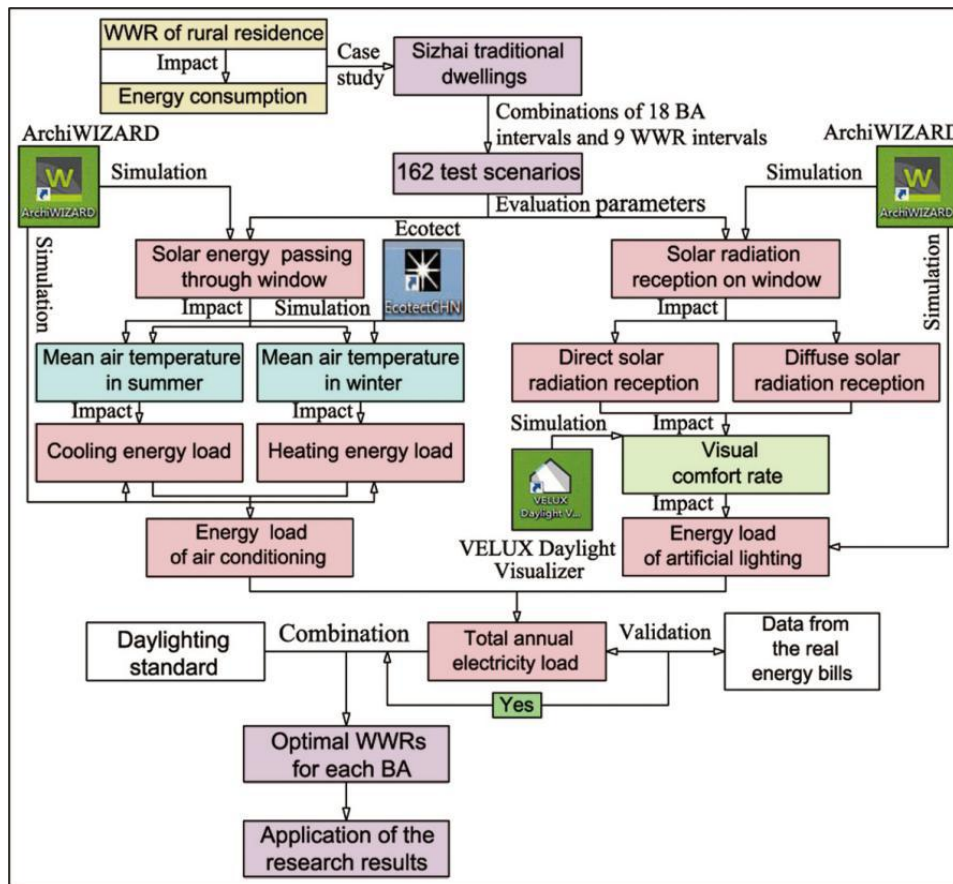 WWR of rural residence
Impact
Energy consumption
Case
study
Sizhai traditional
dwellings
Combinations of 18 BA
intervals and 9 WWR intervals
162 test scenarios
Evaluation parameters
ArchiWIZARD
ArchiWIZARD
Simulation
Simulation
ArchiWIZARD
ArchiWIZARD
Simulation
Simulation
Solar energy passing
through window
Ecotect
EcotectCHN
Solar radiation
reception on window
Impact
Simulation
Impact
Mean air temperature
in summer
Mean air temperature
in winter
Direct solar
radiation reception
Diffuse solar
radiation reception
Impact
Impact
Simulation
Impact
Cooling energy load
Heating energy load
Visual
comfort rate
VELUX
Daylight V...
Impact
VELUX Daylight
Visualizer
Energy load
of air conditioning
Energy load
of artificial lighting
Daylighting
standard
Combination
Total annual
electricity load
Validation
Data from
the real
energy bills
Yes
Optimal WWRs
for each BA
Application of the
research results